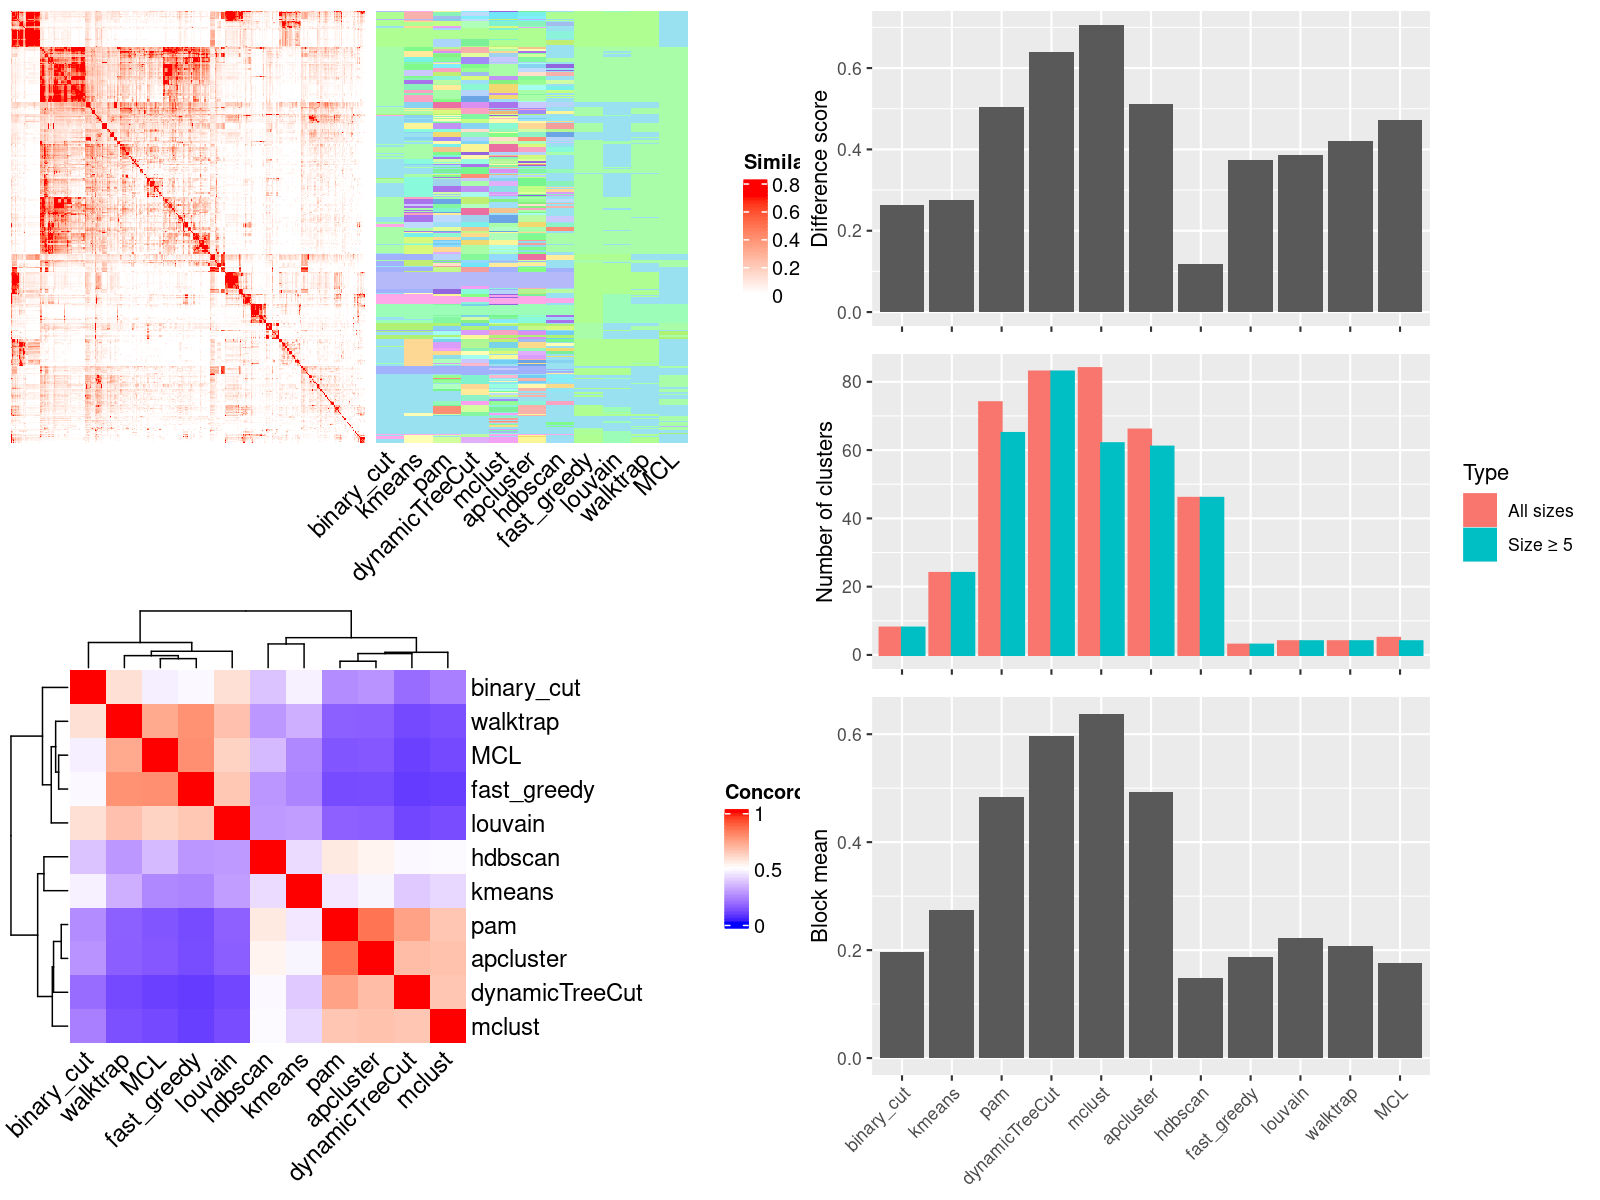 Simila
0.8
0.6
0.4
0.2
0
binary_cut
kmeans
pam
dynamicTreeCut
mclust
apcluster
hdbscan
fast_greedy
louvain
walktrap
MCL
binary_cut
walktrap
MCL
fast_greedy
louvain
hdbscan
kmeans
pam
apcluster
dynamicTreeCut
mclust
binary_cut
walktrap
MCL
fast_greedy
louvain
hdbscan
kmeans
pam
apcluster
dynamicTreeCut
mclust
Concord
1
0.5
0
Difference score
0.6
0.4
0.2
0.0
Number of clusters
80
60
40
20
0
Type
All sizes
Size ≥ 5
Block mean
0.6
0.4
0.2
0.0
binary_cut
kmeans
pam
dynamicTreeCut
mclust
apcluster
hdbscan
fast_greedy
louvain
walktrap
MCL